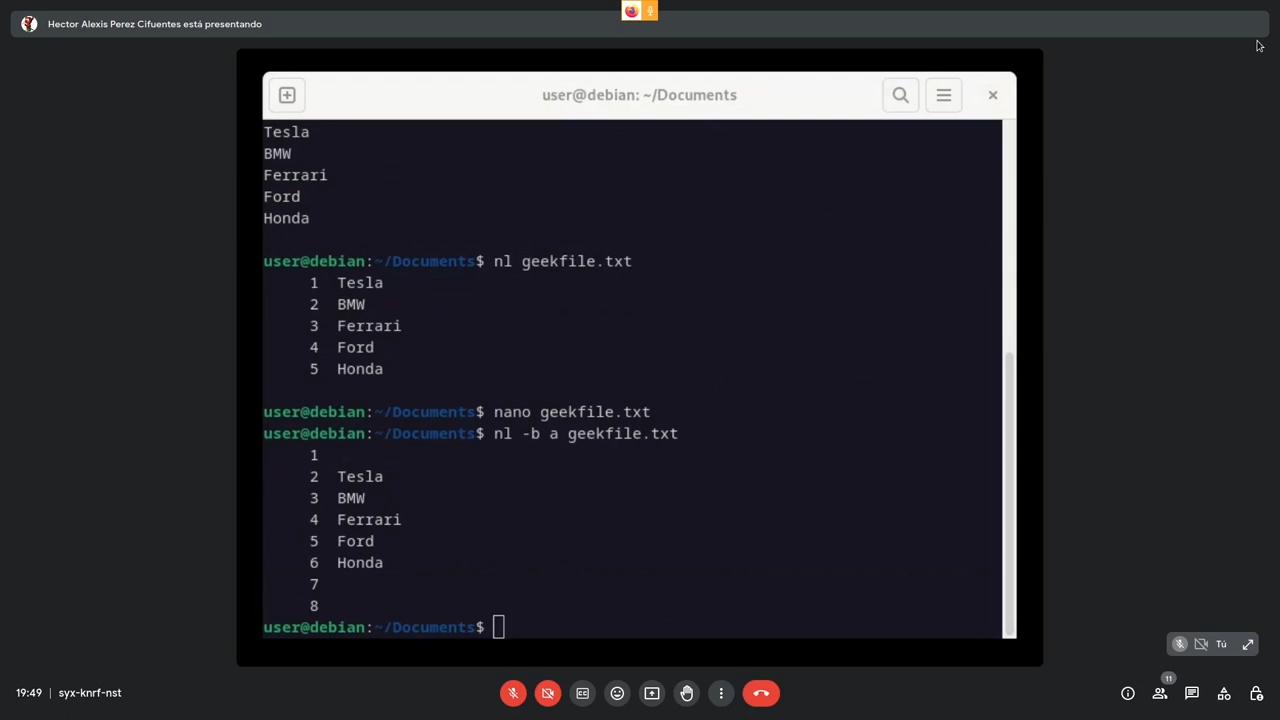 Hector Alexis Perez Cifuentes está presentando
user@debian: ~/Documents
Tesla
BMW
Ferrari
Ford
Honda
user@debian:~/Documents$ nl geekfile.txt
1 Tesla
2 BMW
3 Ferrari
4 Ford
5 Honda
user@debian:~/Documents$ nano geekfile.txt
user@debian:~/Documents$ nl -b a geekfile.txt
1
2 Tesla
3 BMW
4 Ferrari
5 Ford
6 Honda
7
8
user@debian:~/Documents$
Tú
19:49 | syx-knrf-nst
11